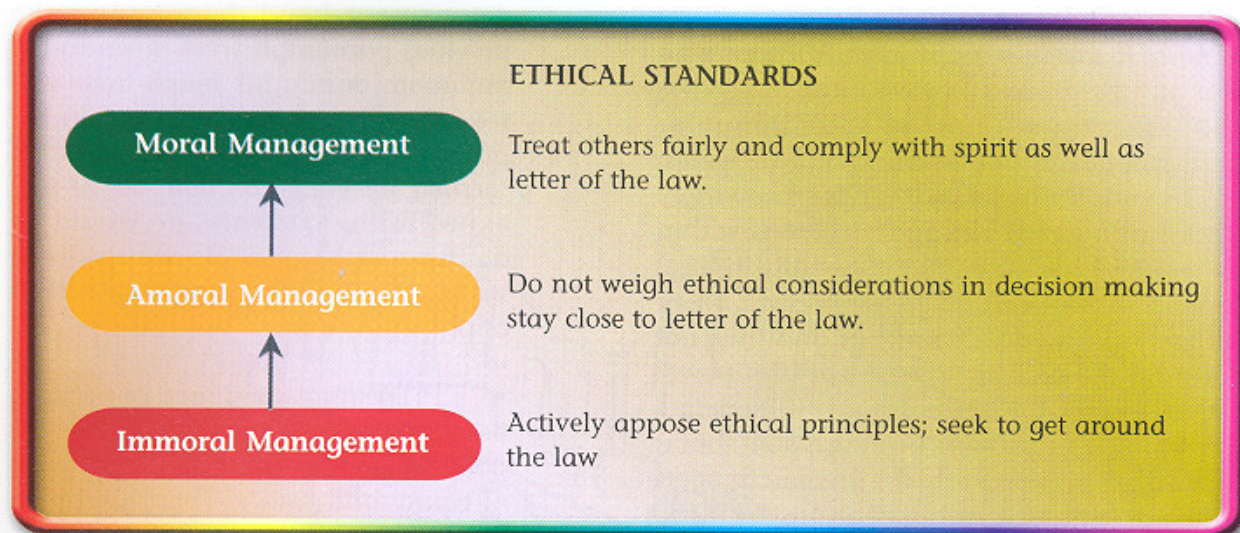 ETHICAL STANDARDS
Moral Management
Treat others fairly and comply with spirit as well as
letter of the law.
Amoral Management
Do not weigh ethical considerations in decision making
stay close to letter of the law.
Immoral Management
Actively appose ethical principles; seek to get around
the law